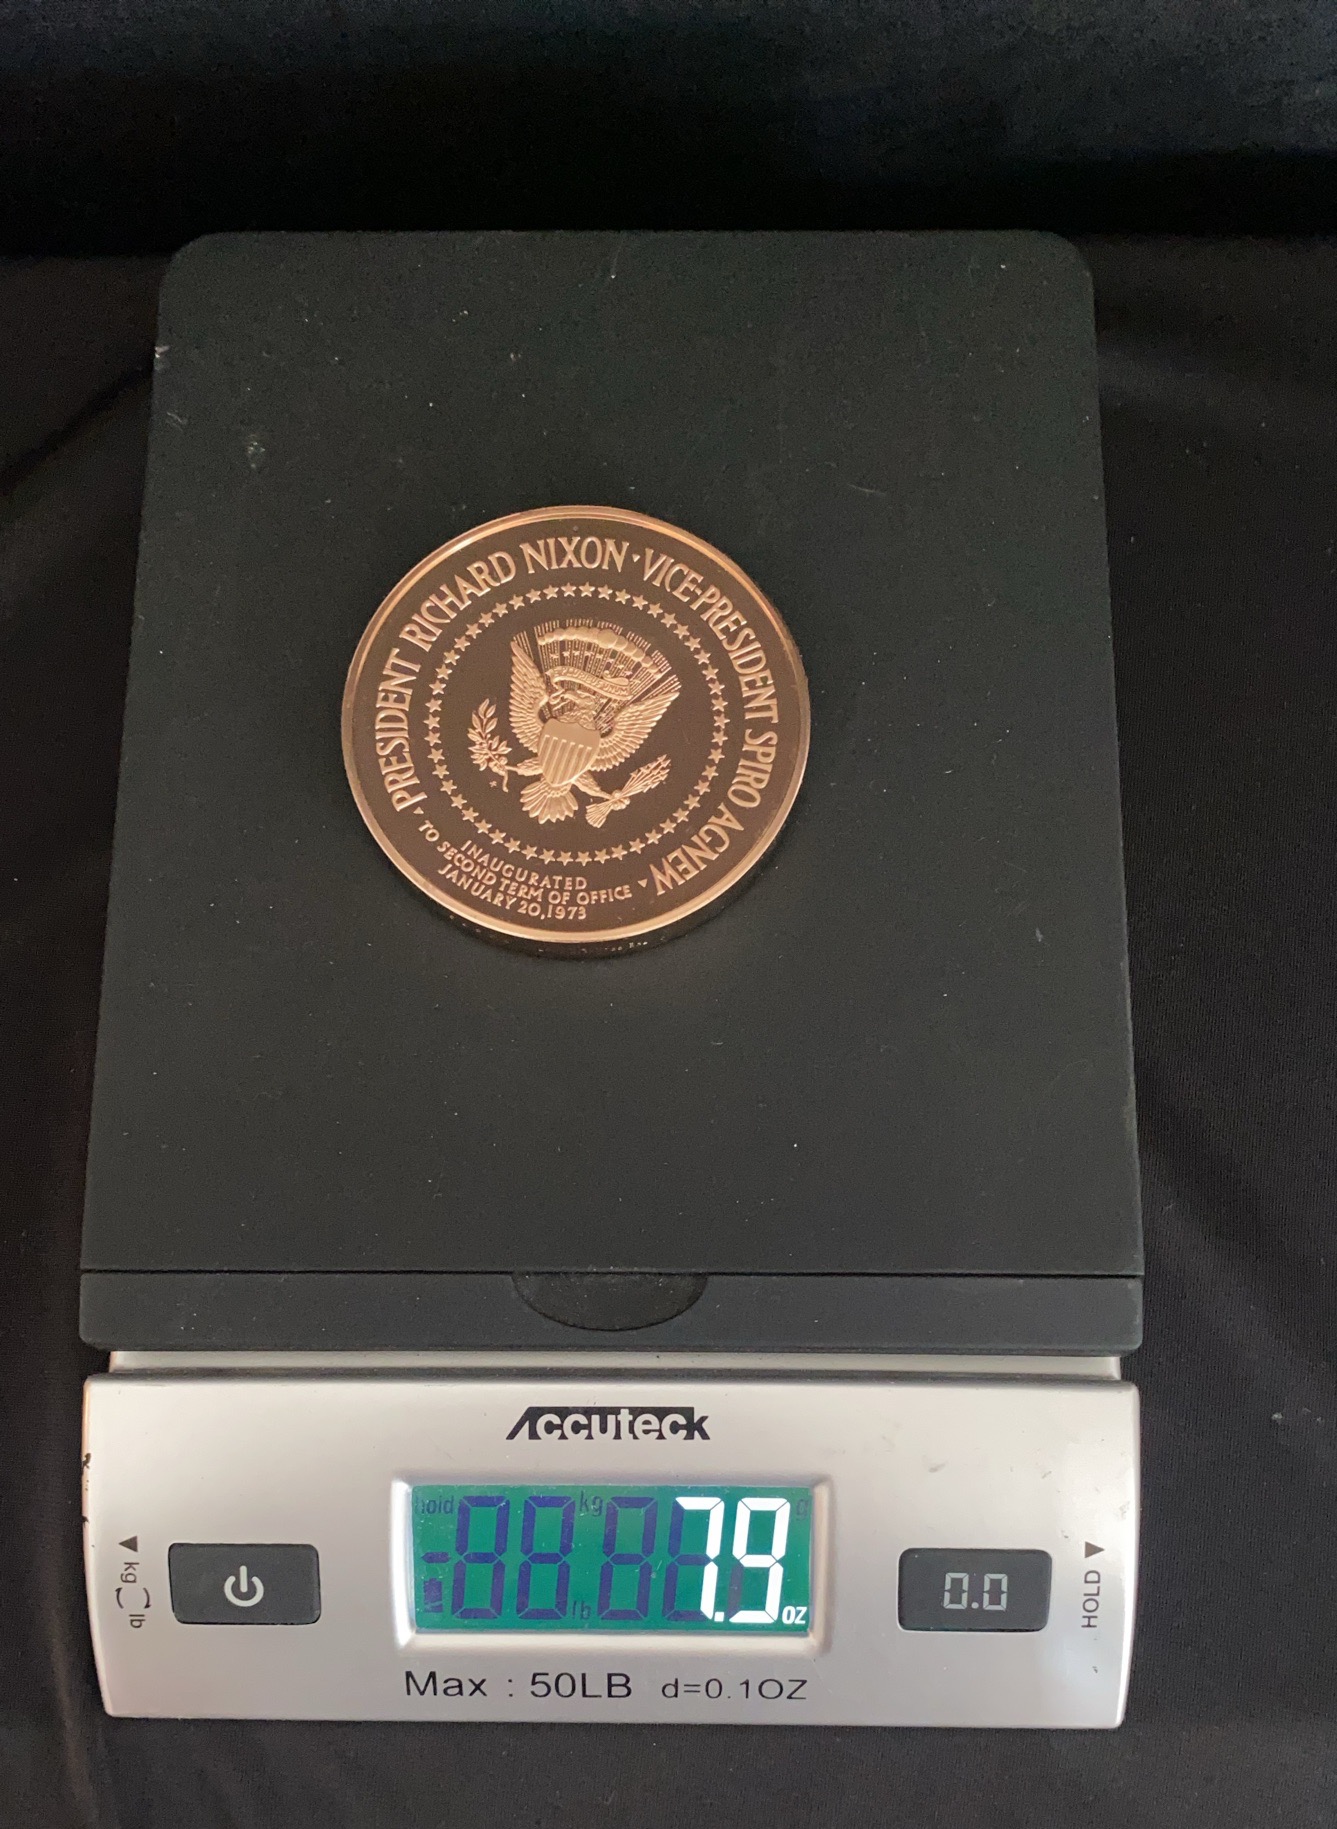 PRESIDENT RICHARD NIXON · VICE-PRESIDENT SPIRO AGNEW
INAUGURATED
TO SECOND TERM OF OFFICE
JANUARY 20, 1973
Accuteck
hold
kg
lb
7.9 oz
g
kg
lb
0.0
HOLD
Max : 50LB d=0.1OZ